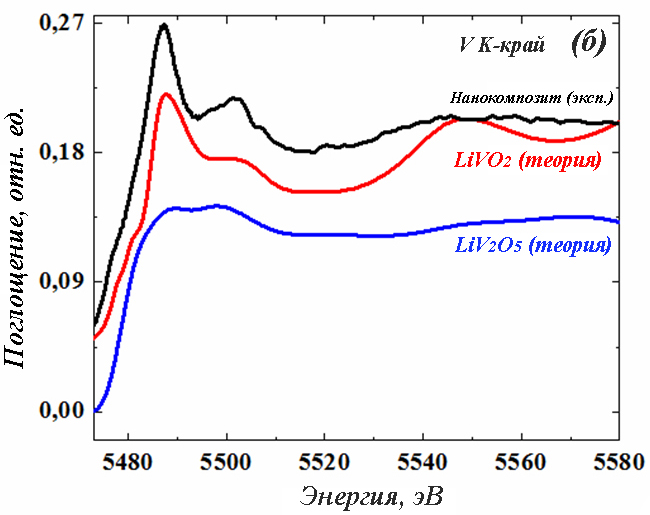 0,27
V K-край (б)
Нанокомпозит (эксп.)
0,18
LiVO2 (теория)
LiV2O5 (теория)
0,09
0,00
Поглощение, отн. ед.
5480 5500 5520 5540 5560 5580
Энергия, эВ